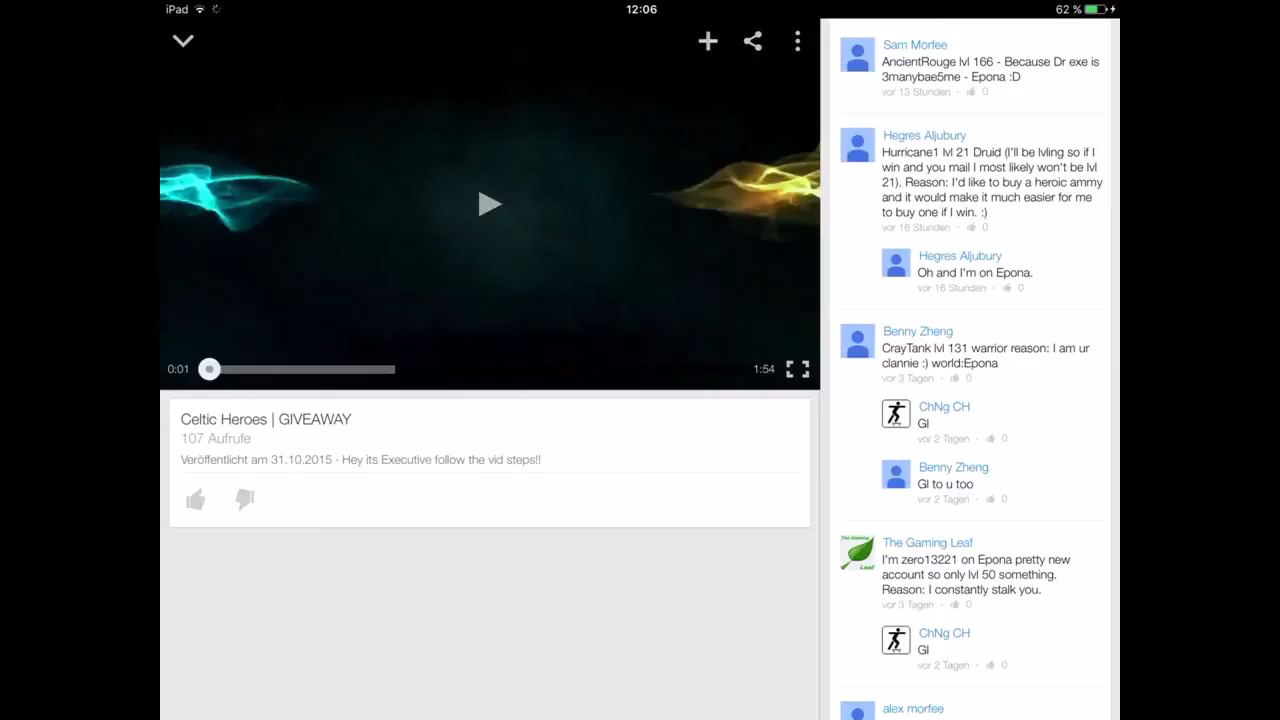 iPad
12:06
62 %
0:01
1:54
Celtic Heroes | GIVEAWAY
107 Aufrufe
Veröffentlicht am 31.10.2015 · Hey its Executive follow the vid steps!!
Sam Morfee
AncientRouge lvl 166 - Because Dr exe is
3manybae5me - Epona :D
vor 13 Stunden · 0
Hegres Aljubury
Hurricane1 lvl 21 Druid (I'll be lvling so if I
win and you mail I most likely won't be lvl
21). Reason: I'd like to buy a heroic ammy
and it would make it much easier for me
to buy one if I win. :)
vor 16 Stunden · 0
Hegres Aljubury
Oh and I'm on Epona.
vor 16 Stunden · 0
Benny Zheng
CrayTank lvl 131 warrior reason: I am ur
clannie :) world:Epona
vor 3 Tagen · 0
ChNg CH
Gl
vor 2 Tagen · 0
Benny Zheng
Gl to u too
vor 2 Tagen · 0
The Gaming Leaf
I'm zero13221 on Epona pretty new
account so only lvl 50 something.
Reason: I constantly stalk you.
vor 3 Tagen · 0
ChNg CH
Gl
vor 2 Tagen · 0
alex morfee